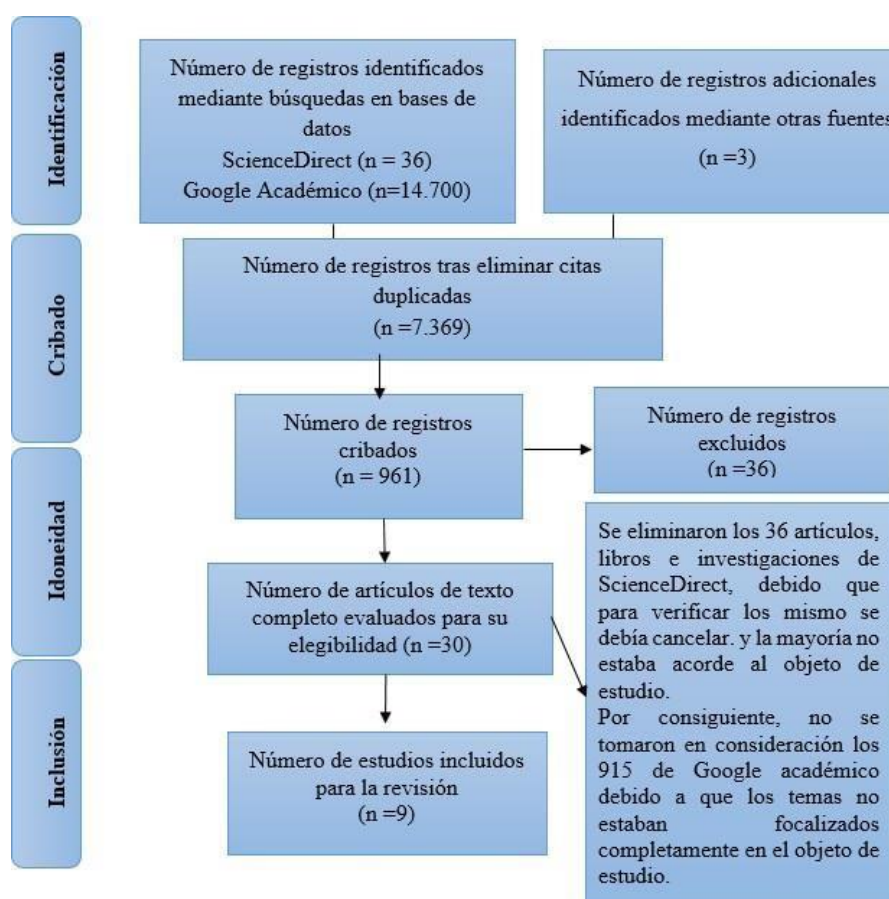 Identificación
Número de registros identificados
mediante búsquedas en bases de
datos
ScienceDirect (n = 36)
Google Académico (n=14.700)
Número de registros adicionales
identificados mediante otras fuentes
(n =3)
Cribado
Número de registros tras eliminar citas
duplicadas
(n =7.369)
Número de registros
cribados
(n = 961)
Número de registros
excluidos
(n =36)
Idoneidad
Número de artículos de texto
completo evaluados para su
elegibilidad (n =30)
Se eliminaron los 36 artículos,
libros e investigaciones de
ScienceDirect, debido que
para verificar los mismo se
debía cancelar. y la mayoría no
estaba acorde al objeto de
estudio.
Por consiguiente, no se
tomaron en consideración los
915 de Google académico
debido a que los temas no
estaban focalizados
completamente en el objeto de
estudio.
Inclusión
Número de estudios incluidos
para la revisión
(n =9)